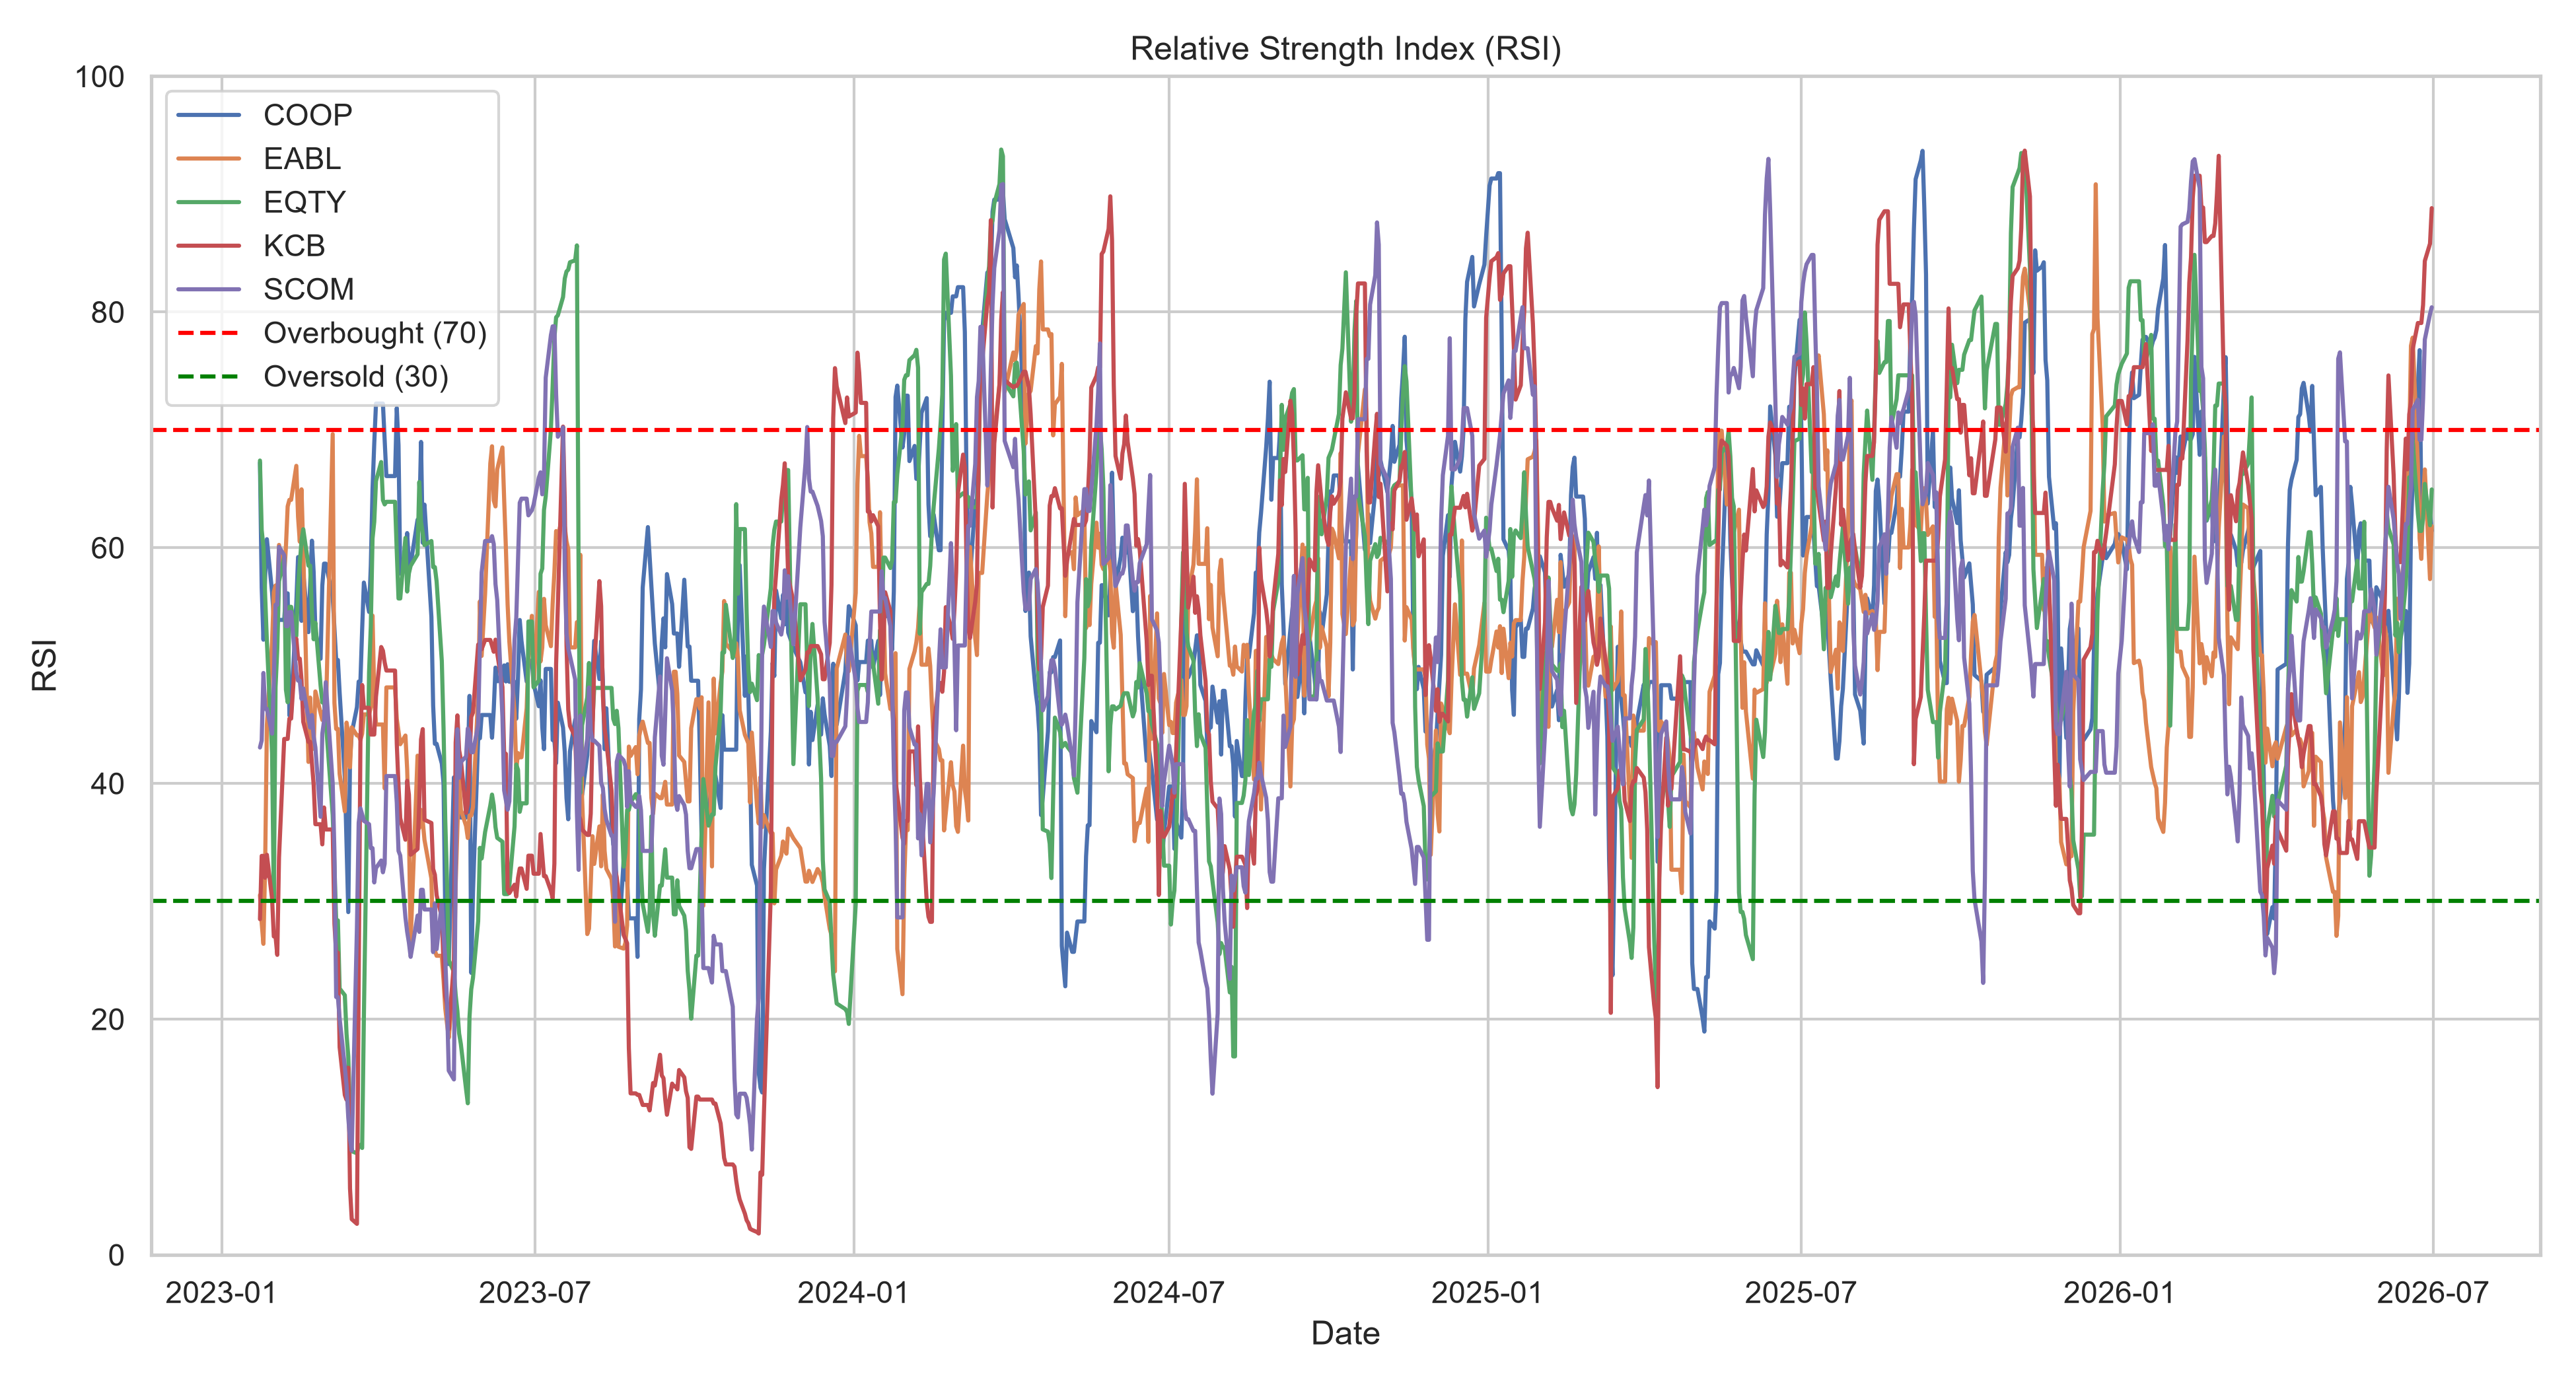 Relative Strength Index (RSI)
100
80
60
40
20
0
RSI
COOP
EABL
EQTY
KCB
SCOM
Overbought (70)
Oversold (30)
2023-01
2023-07
2024-01
2024-07
2025-01
2025-07
2026-01
2026-07
Date